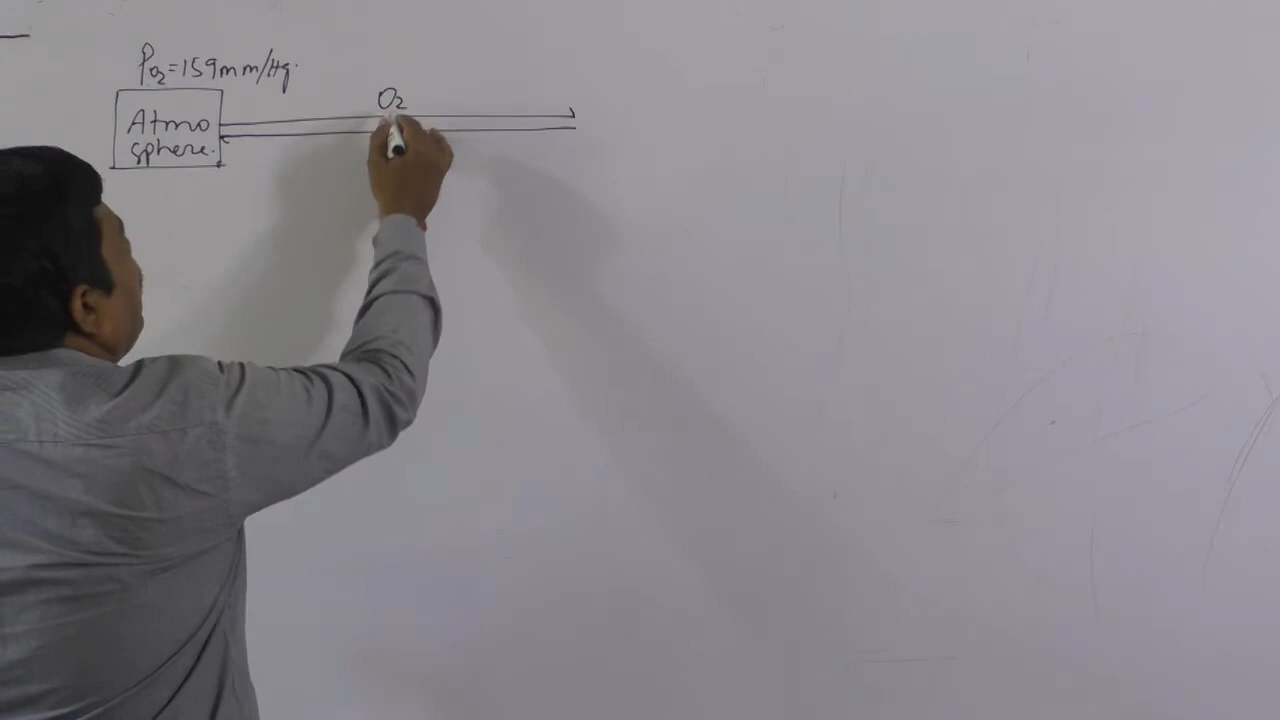 Po₂=159mm/Hg.
O₂
Atmo
sphere.